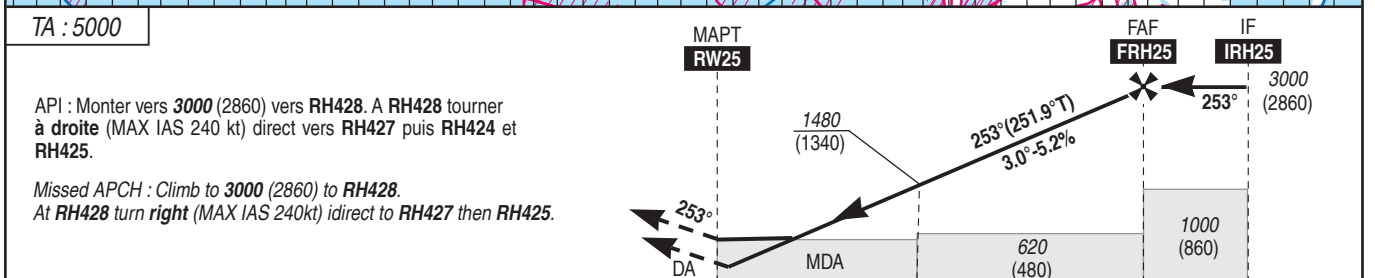 TA : 5000
API : Monter vers 3000 (2860) vers RH428. A RH428 tourner
à droite (MAX IAS 240 kt) direct vers RH427 puis RH424 et
RH425.
Missed APCH : Climb to 3000 (2860) to RH428.
At RH428 turn right (MAX IAS 240kt) idirect to RH427 then RH425.
MAPT
RW25
FAF
FRH25
IF
IRH25
3000
(2860)
253°
253°(251.9°T)
3.0°-5.2%
1480
(1340)
253°
DA
MDA
620
(480)
1000
(860)